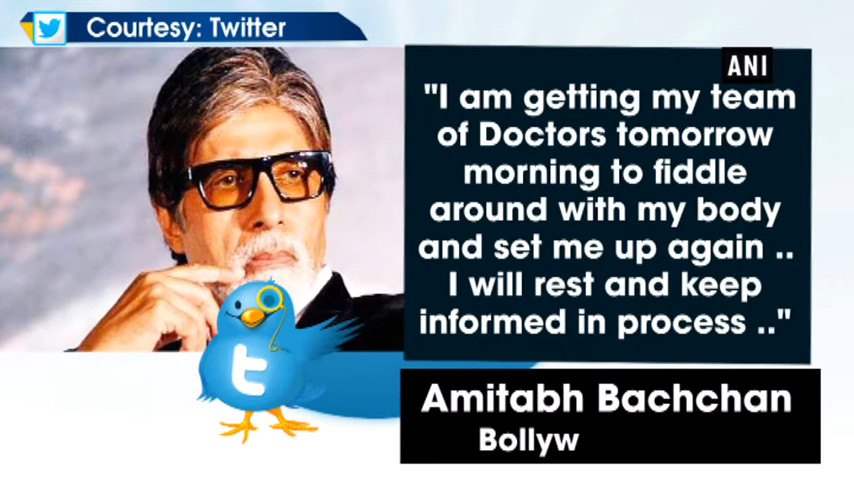 Courtesy: Twitter
ANI
"I am getting my team
of Doctors tomorrow
morning to fiddle
around with my body
and set me up again ..
I will rest and keep
informed in process .."
t
Amitabh Bachchan
Bollyw